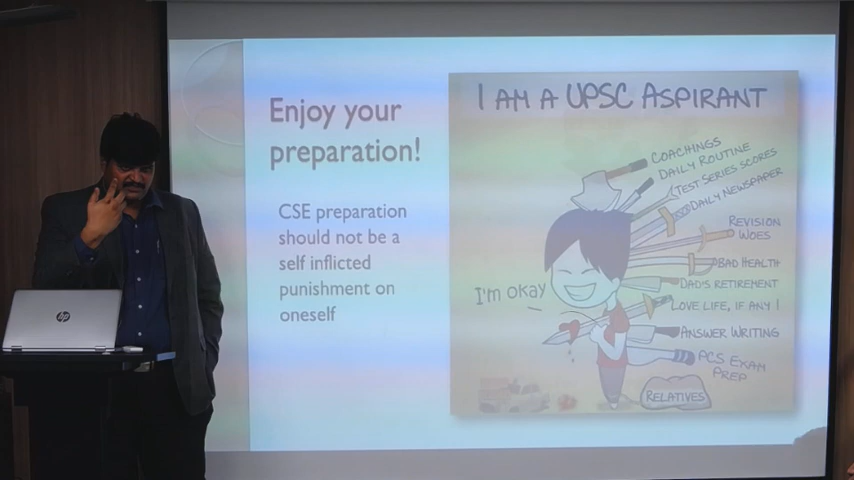 Enjoy your
preparation!
CSE preparation
should not be a
self inflicted
punishment on
oneself
I AM A UPSC ASPIRANT
COACHINGS
DAILY ROUTINE
TEST SERIES SCORES
DAILY NEWSPAPER
REVISION
WOES
BAD HEALTH
DAD'S RETIREMENT
LOVE LIFE, IF ANY!
ANSWER WRITING
PCS EXAM
PREP
RELATIVES
I'm OKAY
hp